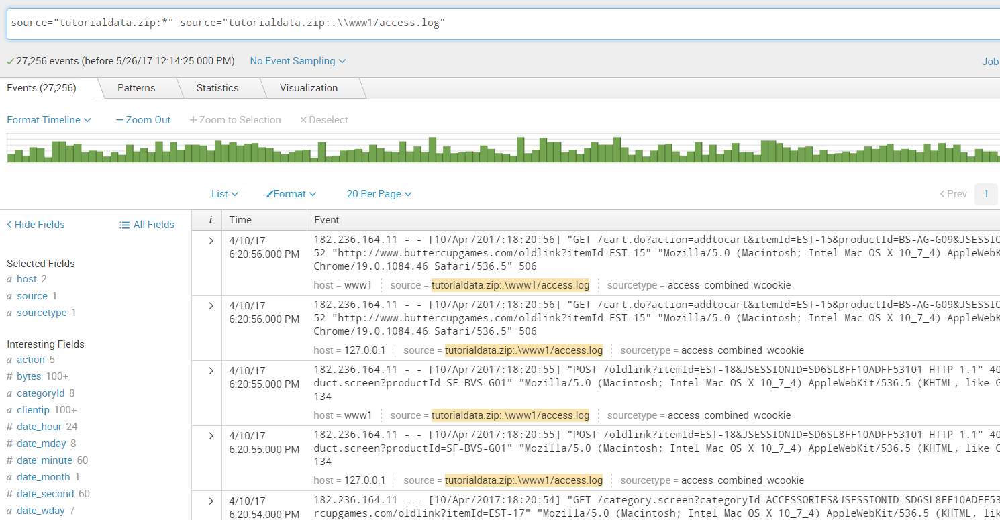 source="tutorialdata.zip:*" source="tutorialdata.zip:.\\www1/access.log"
27,256 events (before 5/26/17 12:14:25.000 PM) No Event Sampling
Job
Events (27,256) Patterns Statistics Visualization
Format Timeline — Zoom Out + Zoom to Selection × Deselect
List Format 20 Per Page < Prev 1
< Hide Fields All Fields
i Time Event
Selected Fields
a host 2
a source 1
a sourcetype 1
Interesting Fields
a action 5
# bytes 100+
a categoryId 8
a clientip 100+
# date_hour 24
# date_mday 8
# date_minute 60
a date_month 1
# date_second 60
a date_wday 7
> 4/10/17 182.236.164.11 - - [10/Apr/2017:18:20:56] "GET /cart.do?action=addtocart&itemId=EST-15&productId=BS-AG-G09&JSESSIO
6:20:56.000 PM 52 "http://www.buttercupgames.com/oldlink?itemId=EST-15" "Mozilla/5.0 (Macintosh; Intel Mac OS X 10_7_4) AppleWebK
Chrome/19.0.1084.46 Safari/536.5" 506
host = www1 source = tutorialdata.zip:.\www1/access.log sourcetype = access_combined_wcookie
> 4/10/17 182.236.164.11 - - [10/Apr/2017:18:20:56] "GET /cart.do?action=addtocart&itemId=EST-15&productId=BS-AG-G09&JSESSIO
6:20:56.000 PM 52 "http://www.buttercupgames.com/oldlink?itemId=EST-15" "Mozilla/5.0 (Macintosh; Intel Mac OS X 10_7_4) AppleWebK
Chrome/19.0.1084.46 Safari/536.5" 506
host = 127.0.0.1 source = tutorialdata.zip:.\www1/access.log sourcetype = access_combined_wcookie
> 4/10/17 182.236.164.11 - - [10/Apr/2017:18:20:55] "POST /oldlink?itemId=EST-18&JSESSIONID=SD6SL8FF10ADFF53101 HTTP 1.1" 40
6:20:55.000 PM duct.screen?productId=SF-BVS-G01" "Mozilla/5.0 (Macintosh; Intel Mac OS X 10_7_4) AppleWebKit/536.5 (KHTML, like G
134
host = www1 source = tutorialdata.zip:.\www1/access.log sourcetype = access_combined_wcookie
> 4/10/17 182.236.164.11 - - [10/Apr/2017:18:20:55] "POST /oldlink?itemId=EST-18&JSESSIONID=SD6SL8FF10ADFF53101 HTTP 1.1" 40
6:20:55.000 PM duct.screen?productId=SF-BVS-G01" "Mozilla/5.0 (Macintosh; Intel Mac OS X 10_7_4) AppleWebKit/536.5 (KHTML, like G
134
host = 127.0.0.1 source = tutorialdata.zip:.\www1/access.log sourcetype = access_combined_wcookie
> 4/10/17 182.236.164.11 - - [10/Apr/2017:18:20:54] "GET /category.screen?categoryId=ACCESSORIES&JSESSIONID=SD6SL8FF10ADFF53
6:20:54.000 PM rcupgames.com/oldlink?itemId=EST-17" "Mozilla/5.0 (Macintosh; Intel Mac OS X 10_7_4) AppleWebKit/536.5 (KHTML, lik